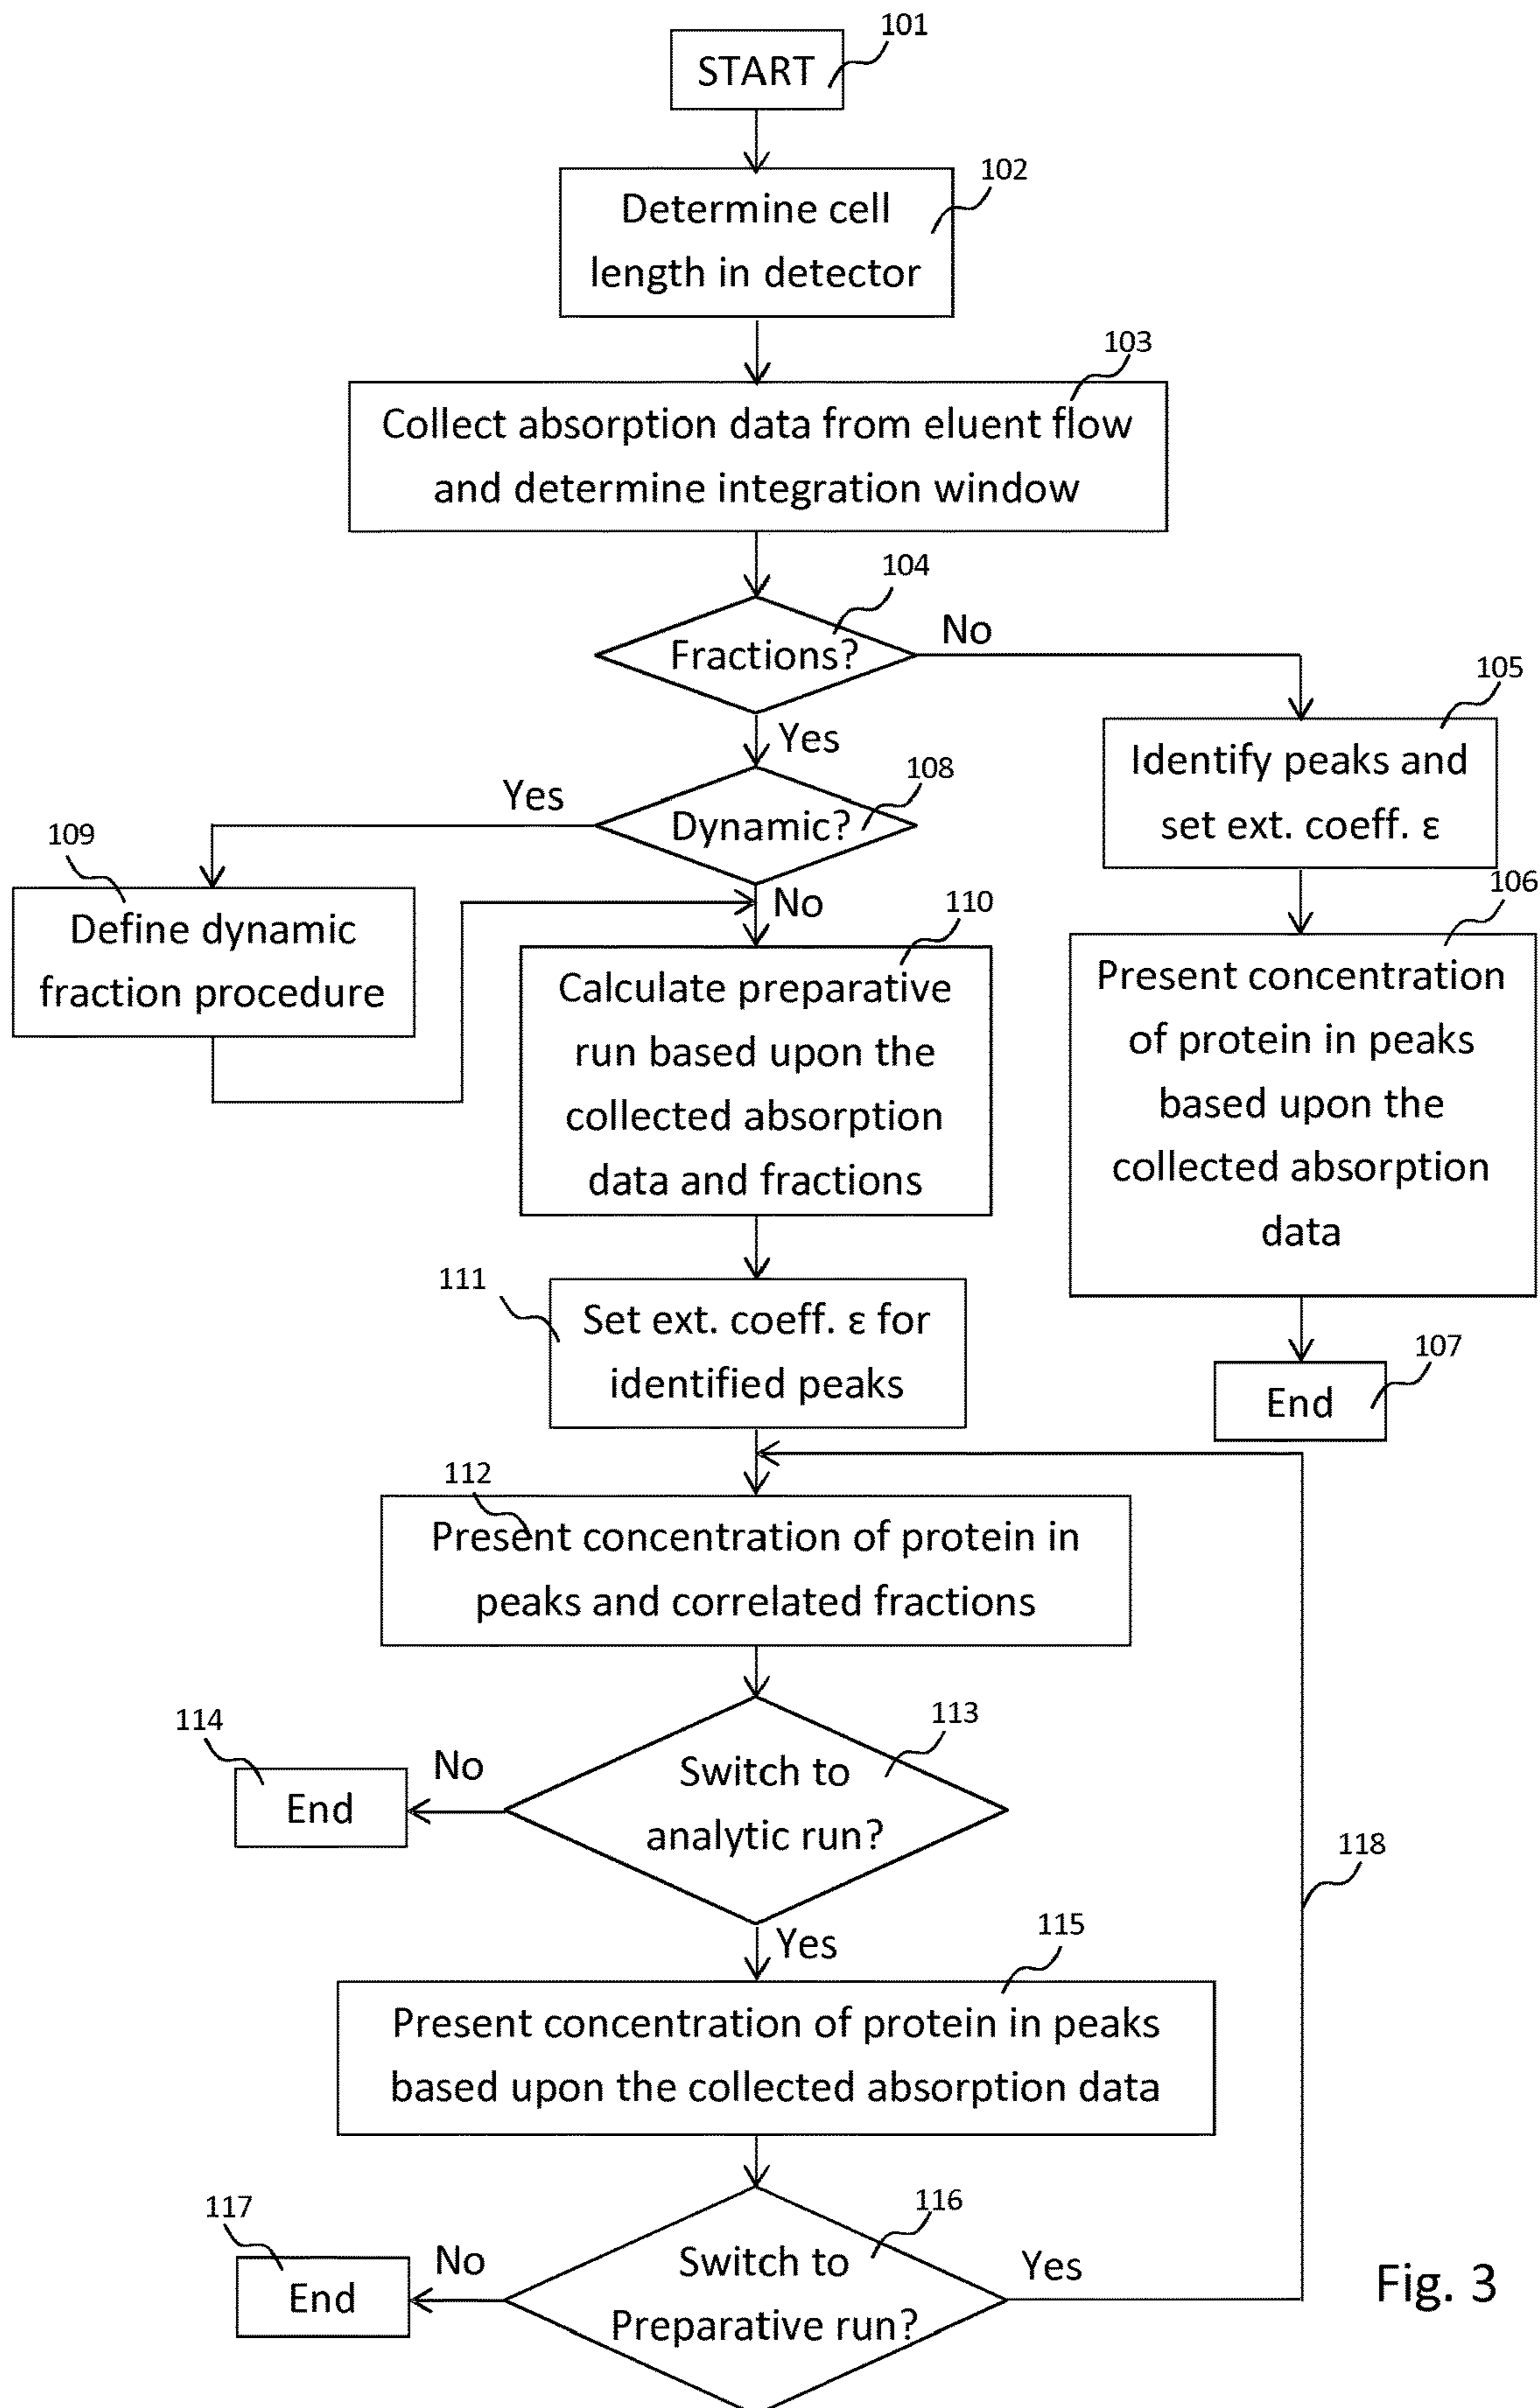 101
START
102
Determine cell
length in detector
103
Collect absorption data from eluent flow
and determine integration window
104
Fractions?
No
Yes
105
Identify peaks and
set ext. coeff. ε
108
Dynamic?
Yes
No
109
Define dynamic
fraction procedure
106
Present concentration
of protein in peaks
based upon the
collected absorption
data
110
Calculate preparative
run based upon the
collected absorption
data and fractions
107
End
111
Set ext. coeff. ε for
identified peaks
112
Present concentration of protein in
peaks and correlated fractions
113
Switch to
analytic run?
No
114
End
Yes
118
115
Present concentration of protein in peaks
based upon the collected absorption data
116
Switch to
Preparative run?
No
117
End
Yes
Fig. 3